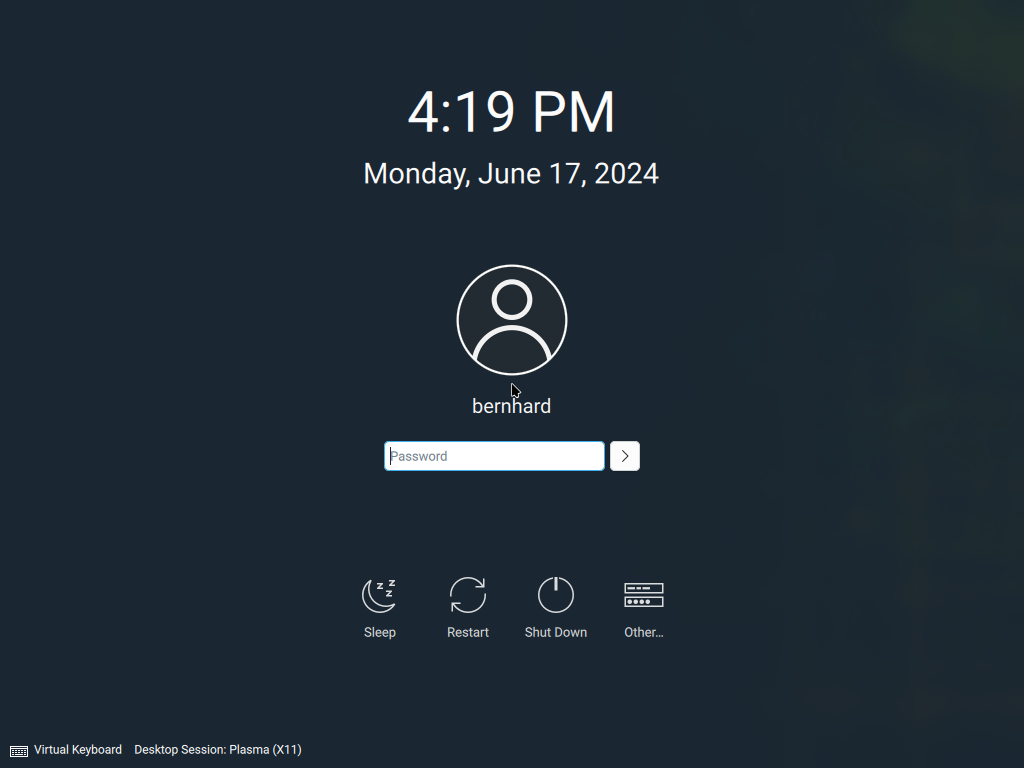 4:19 PM
Monday, June 17, 2024
bernhard
Password
Sleep
Restart
Shut Down
Other...
Virtual Keyboard
Desktop Session: Plasma (X11)